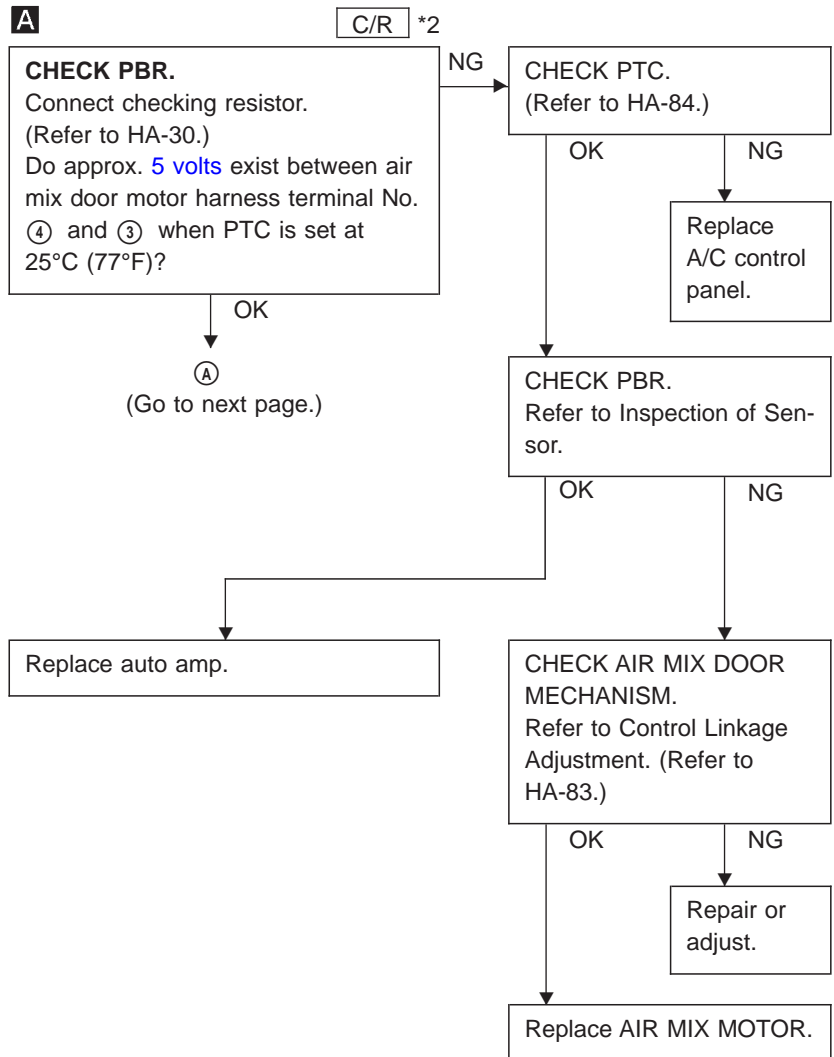 A
C/R *2
CHECK PBR.
Connect checking resistor.
(Refer to HA-30.)
Do approx. 5 volts exist between air
mix door motor harness terminal No.
④ and ③ when PTC is set at
25°C (77°F)?
NG
CHECK PTC.
(Refer to HA-84.)
OK
NG
Replace
A/C control
panel.
OK
Ⓐ
(Go to next page.)
CHECK PBR.
Refer to Inspection of Sen-
sor.
OK
NG
Replace auto amp.
CHECK AIR MIX DOOR
MECHANISM.
Refer to Control Linkage
Adjustment. (Refer to
HA-83.)
OK
NG
Repair or
adjust.
Replace AIR MIX MOTOR.